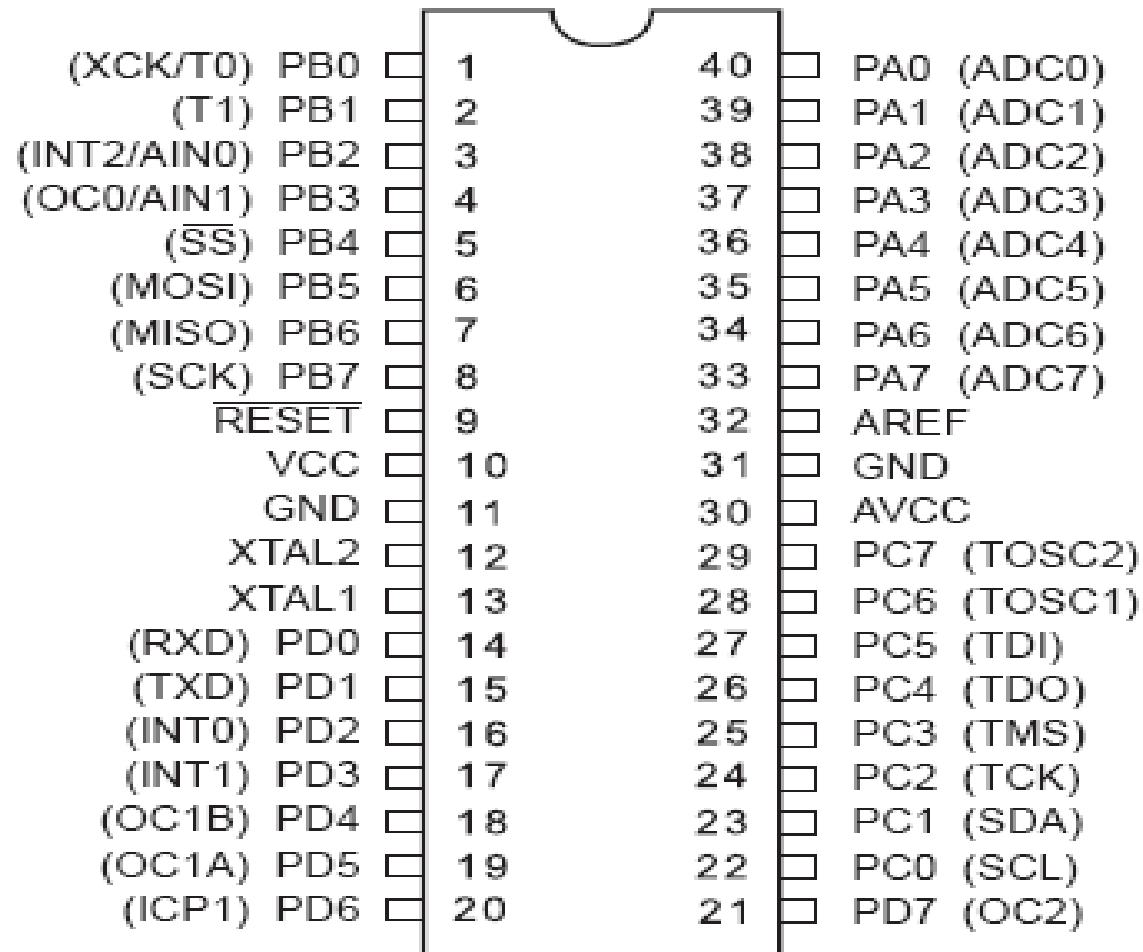 (XCK/T0) PB0 1 40 PA0 (ADC0)
(T1) PB1 2 39 PA1 (ADC1)
(INT2/AIN0) PB2 3 38 PA2 (ADC2)
(OC0/AIN1) PB3 4 37 PA3 (ADC3)
(S̅S̅) PB4 5 36 PA4 (ADC4)
(MOSI) PB5 6 35 PA5 (ADC5)
(MISO) PB6 7 34 PA6 (ADC6)
(SCK) PB7 8 33 PA7 (ADC7)
R̅E̅S̅E̅T̅ 9 32 AREF
VCC 10 31 GND
GND 11 30 AVCC
XTAL2 12 29 PC7 (TOSC2)
XTAL1 13 28 PC6 (TOSC1)
(RXD) PD0 14 27 PC5 (TDI)
(TXD) PD1 15 26 PC4 (TDO)
(INT0) PD2 16 25 PC3 (TMS)
(INT1) PD3 17 24 PC2 (TCK)
(OC1B) PD4 18 23 PC1 (SDA)
(OC1A) PD5 19 22 PC0 (SCL)
(ICP1) PD6 20 21 PD7 (OC2)